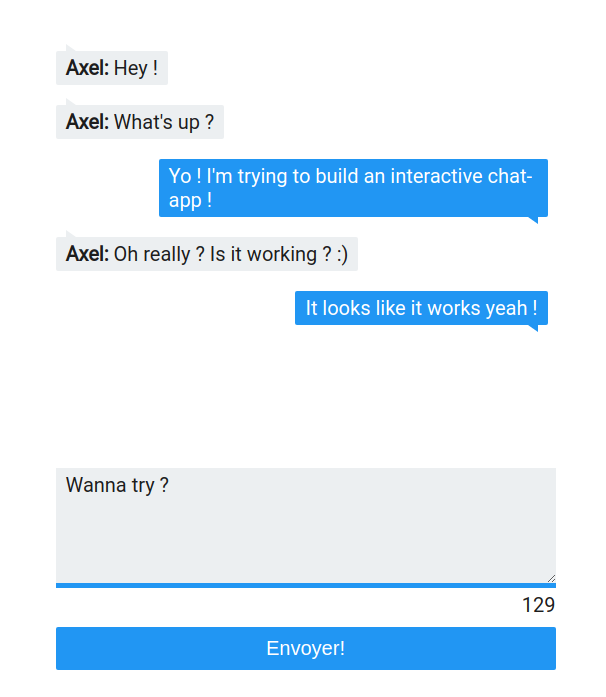 Axel: Hey !
Axel: What's up ?
Yo ! I'm trying to build an interactive chat-
app !
Axel: Oh really ? Is it working ? :)
It looks like it works yeah !
Wanna try ?
129
Envoyer!